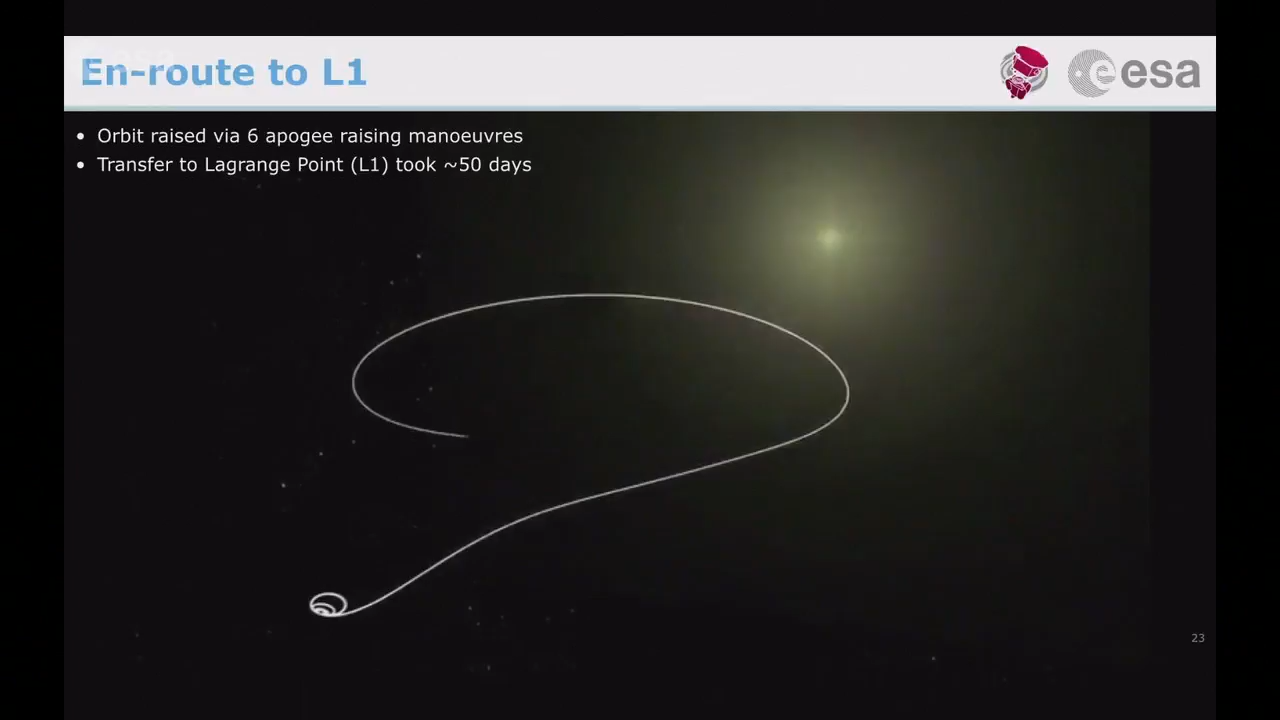 En-route to L1
esa
• Orbit raised via 6 apogee raising manoeuvres
• Transfer to Lagrange Point (L1) took ~50 days
23